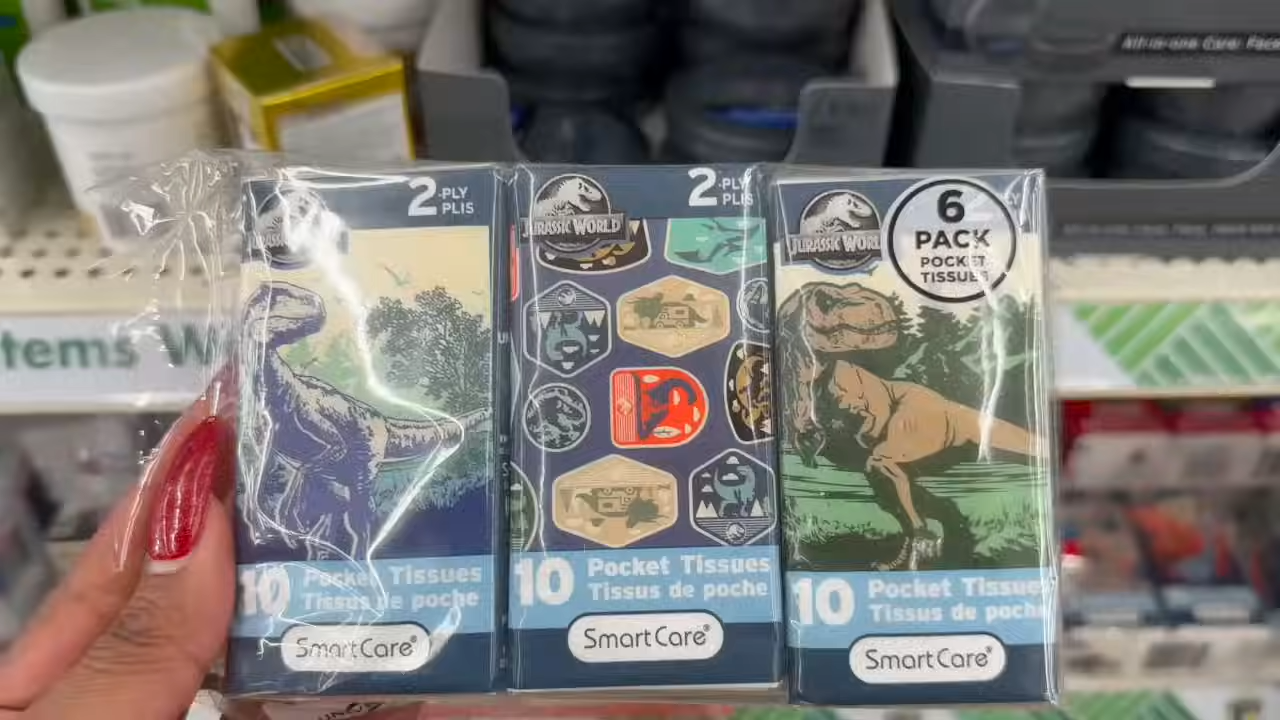 All-in-one Care: Face
2-PLY
PLIS
2-PLY
PLIS
JURASSIC WORLD
JURASSIC WORLD
6
PACK
POCKET
TISSUES
tems W
10 Pocket Tissues
Tissus de poche
SmartCare®
10 Pocket Tissues
Tissus de poche
SmartCare®
10 Pocket Tissues
Tissus de poche
SmartCare®